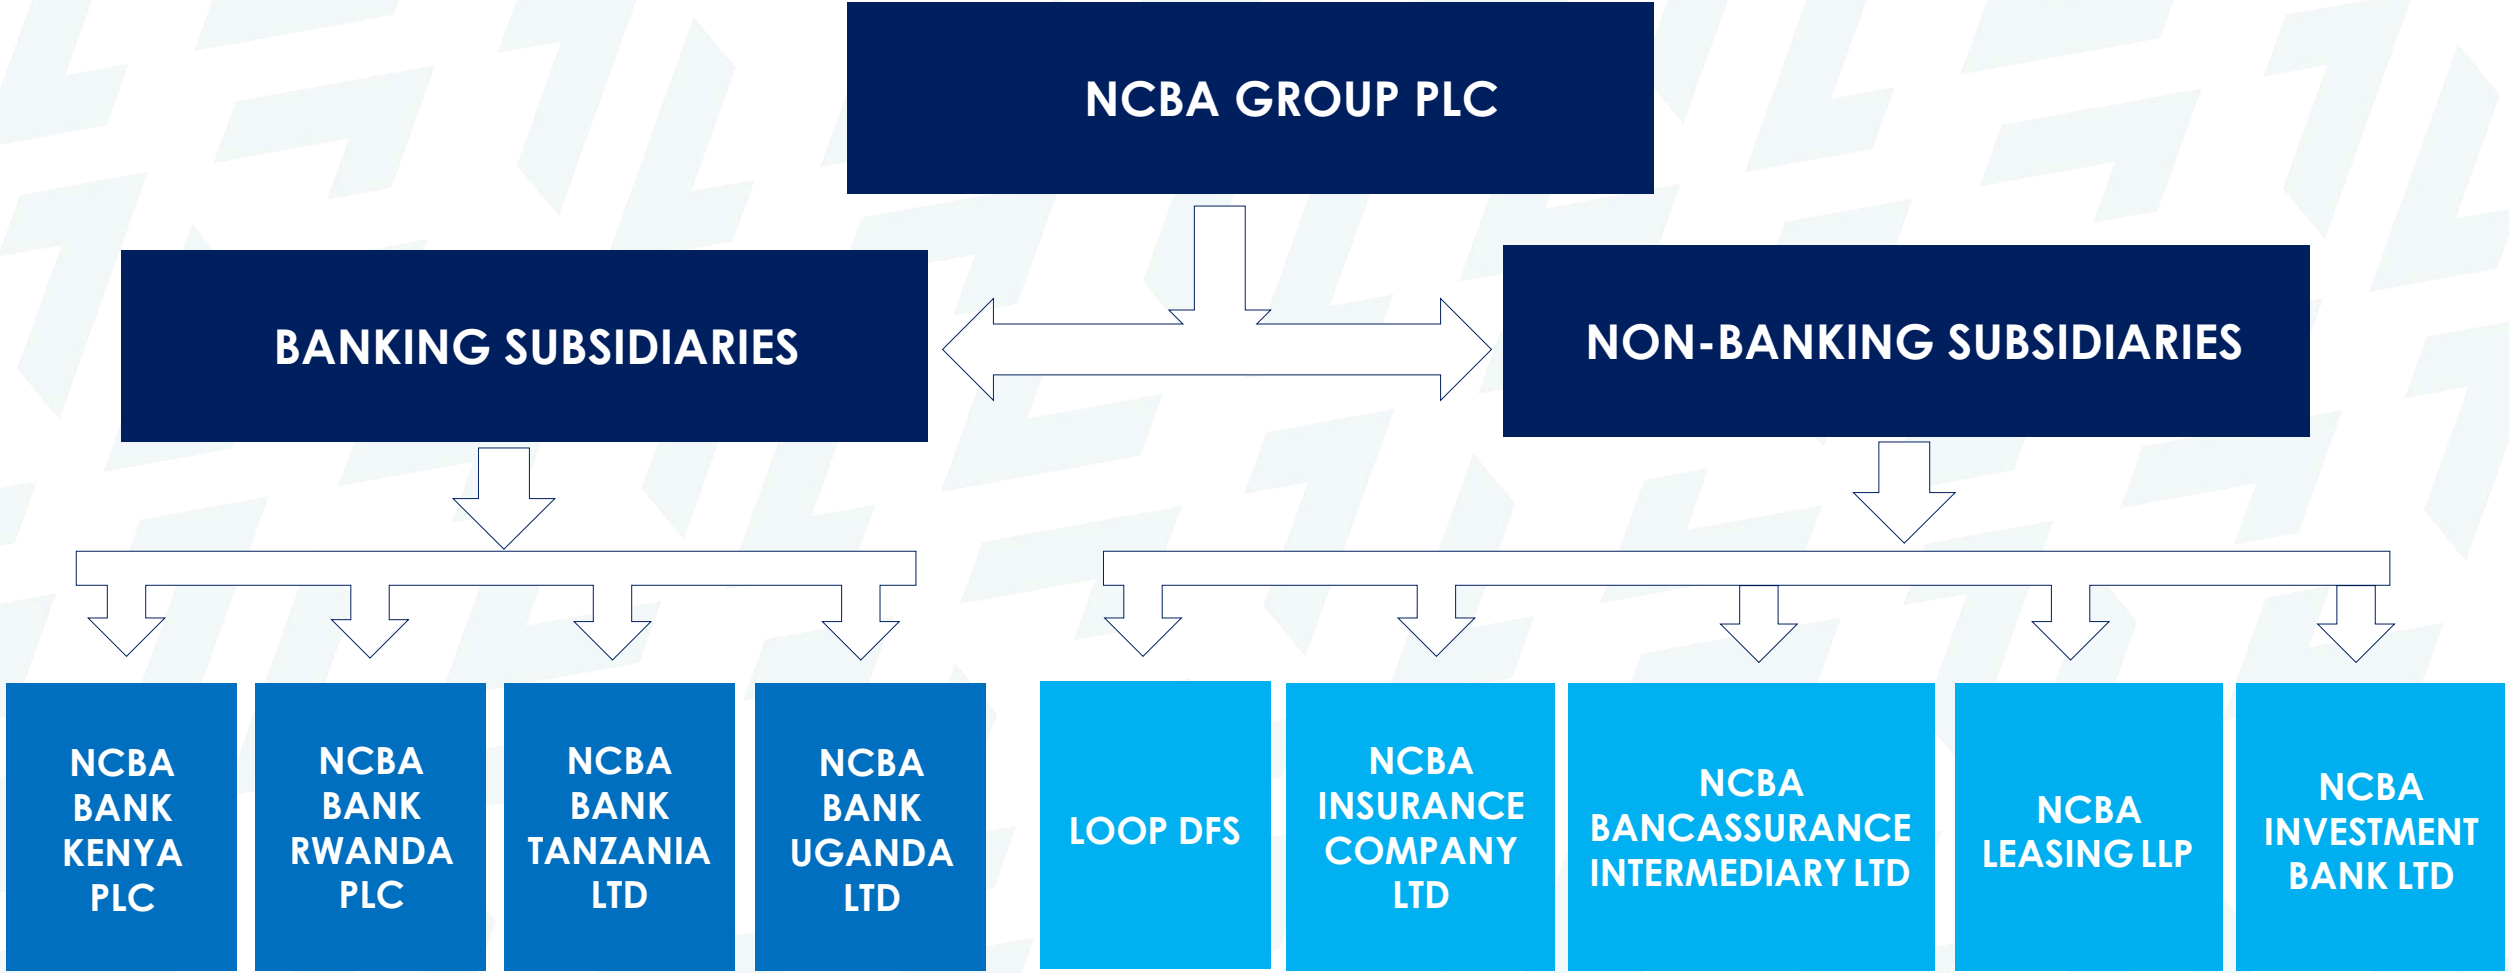 NCBA GROUP PLC
BANKING SUBSIDIARIES
NON-BANKING SUBSIDIARIES
NCBA
BANK
KENYA
PLC
NCBA
BANK
RWANDA
PLC
NCBA
BANK
TANZANIA
LTD
NCBA
BANK
UGANDA
LTD
LOOP DFS
NCBA
INSURANCE
COMPANY
LTD
NCBA
BANCASSURANCE
INTERMEDIARY LTD
NCBA
LEASING LLP
NCBA
INVESTMENT
BANK LTD